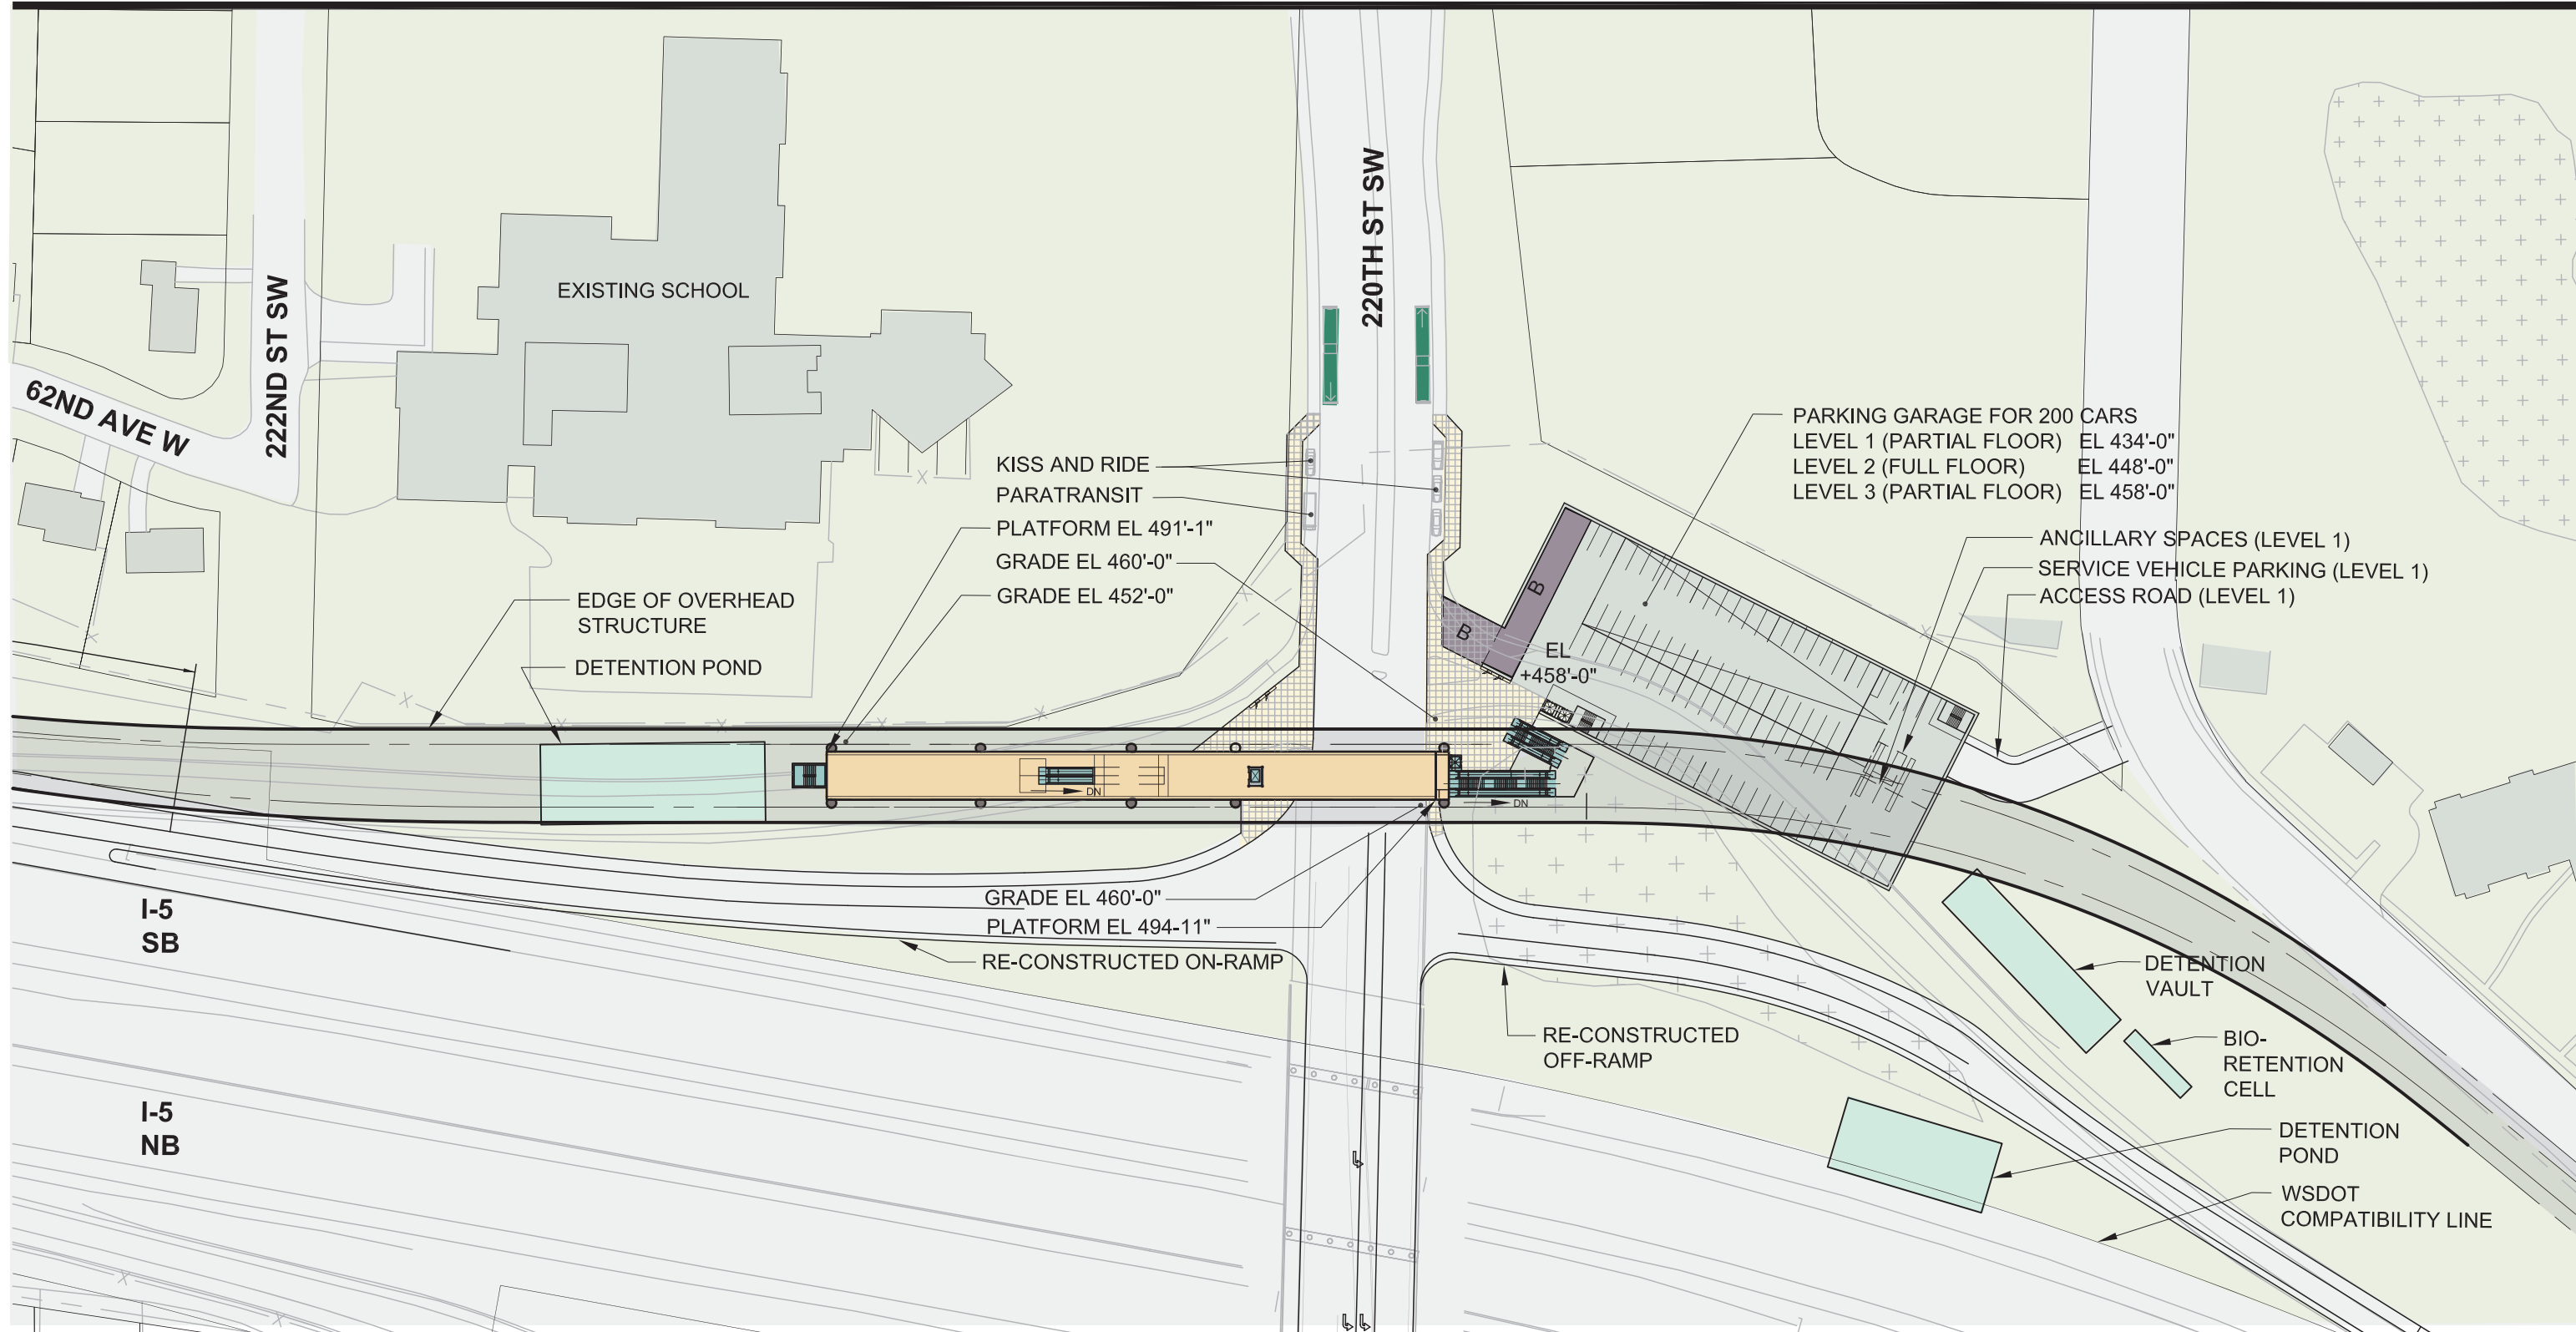 220TH ST SW
222ND ST SW
EXISTING SCHOOL
62ND AVE W
KISS AND RIDE
PARATRANSIT
PLATFORM EL 491'-1"
GRADE EL 460'-0"
GRADE EL 452'-0"
PARKING GARAGE FOR 200 CARS
LEVEL 1 (PARTIAL FLOOR) EL 434'-0"
LEVEL 2 (FULL FLOOR) EL 448'-0"
LEVEL 3 (PARTIAL FLOOR) EL 458'-0"
ANCILLARY SPACES (LEVEL 1)
SERVICE VEHICLE PARKING (LEVEL 1)
ACCESS ROAD (LEVEL 1)
EDGE OF OVERHEAD
STRUCTURE
DETENTION POND
B
B
EL
+458'-0"
DN
DN
GRADE EL 460'-0"
PLATFORM EL 494-11"
RE-CONSTRUCTED ON-RAMP
I-5
SB
I-5
NB
RE-CONSTRUCTED
OFF-RAMP
DETENTION
VAULT
BIO-
RETENTION
CELL
DETENTION
POND
WSDOT
COMPATIBILITY LINE